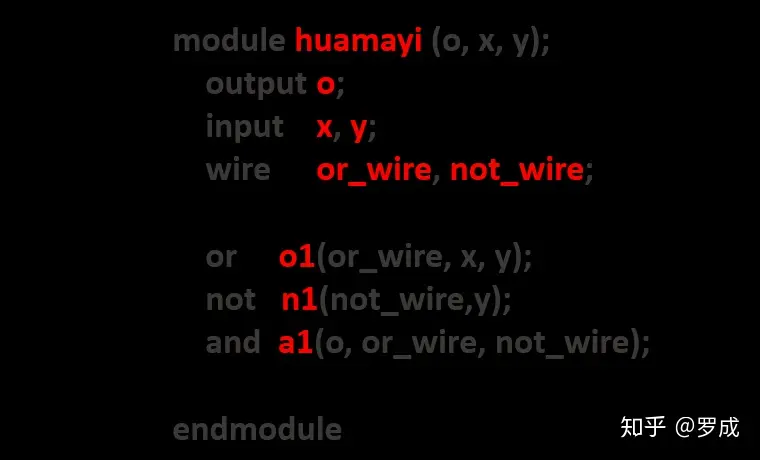 module huamayi (o, x, y);
output o;
input x, y;
wire or_wire, not_wire;
or o1(or_wire, x, y);
not n1(not_wire,y);
and a1(o, or_wire, not_wire);
endmodule
知乎 @罗成